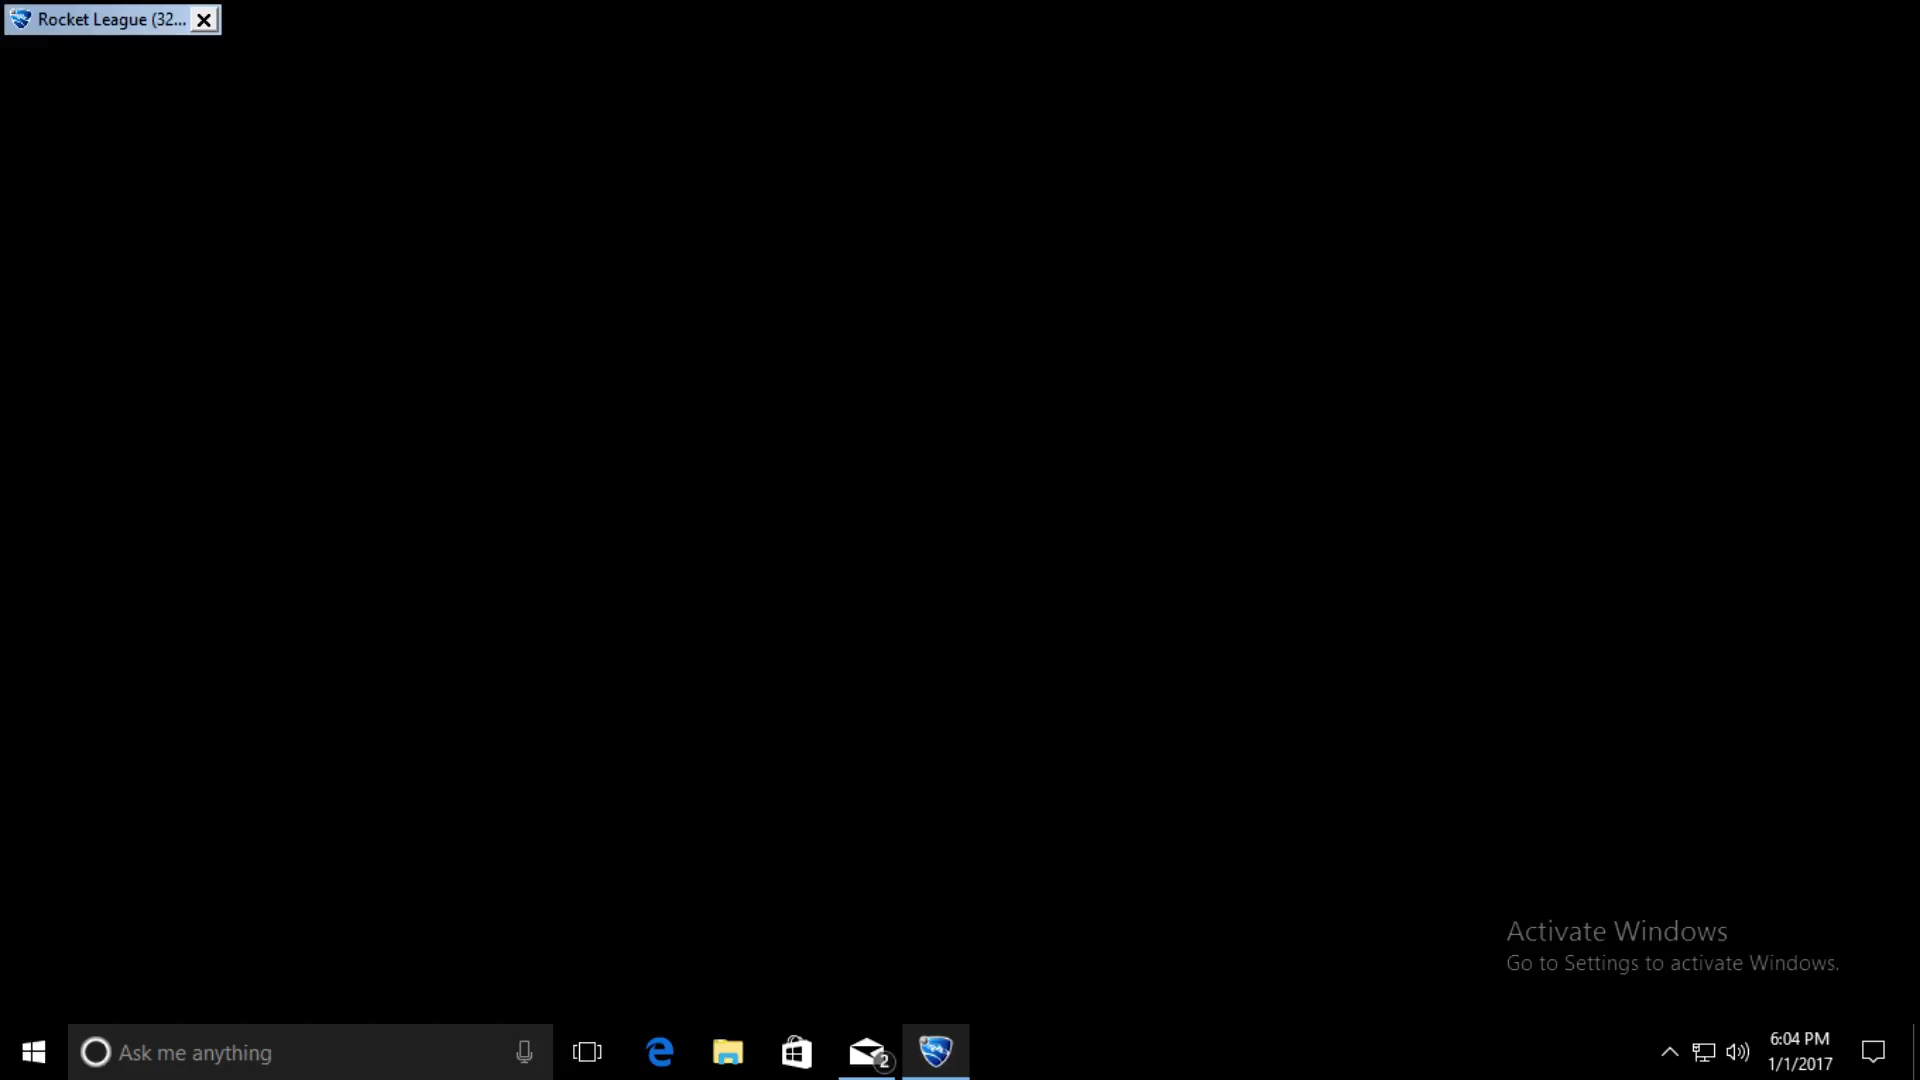 Rocket League (32...
Activate Windows
Go to Settings to activate Windows.
Ask me anything
2
6:04 PM
1/1/2017